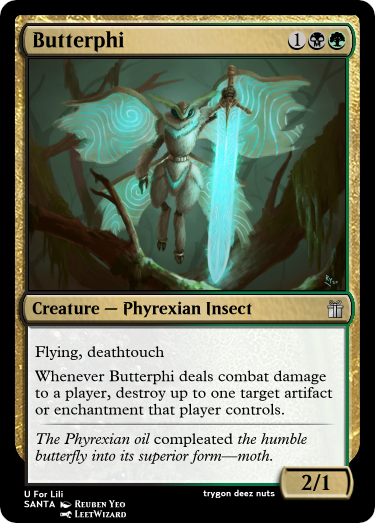 Butterphi 1
Creature — Phyrexian Insect
Flying, deathtouch
Whenever Butterphi deals combat damage
to a player, destroy up to one target artifact
or enchantment that player controls.
The Phyrexian oil compleated the humble
butterfly into its superior form—moth.
2/1
U For Lili
SANTA Reuben Yeo
LeetWizard
trygon deez nuts